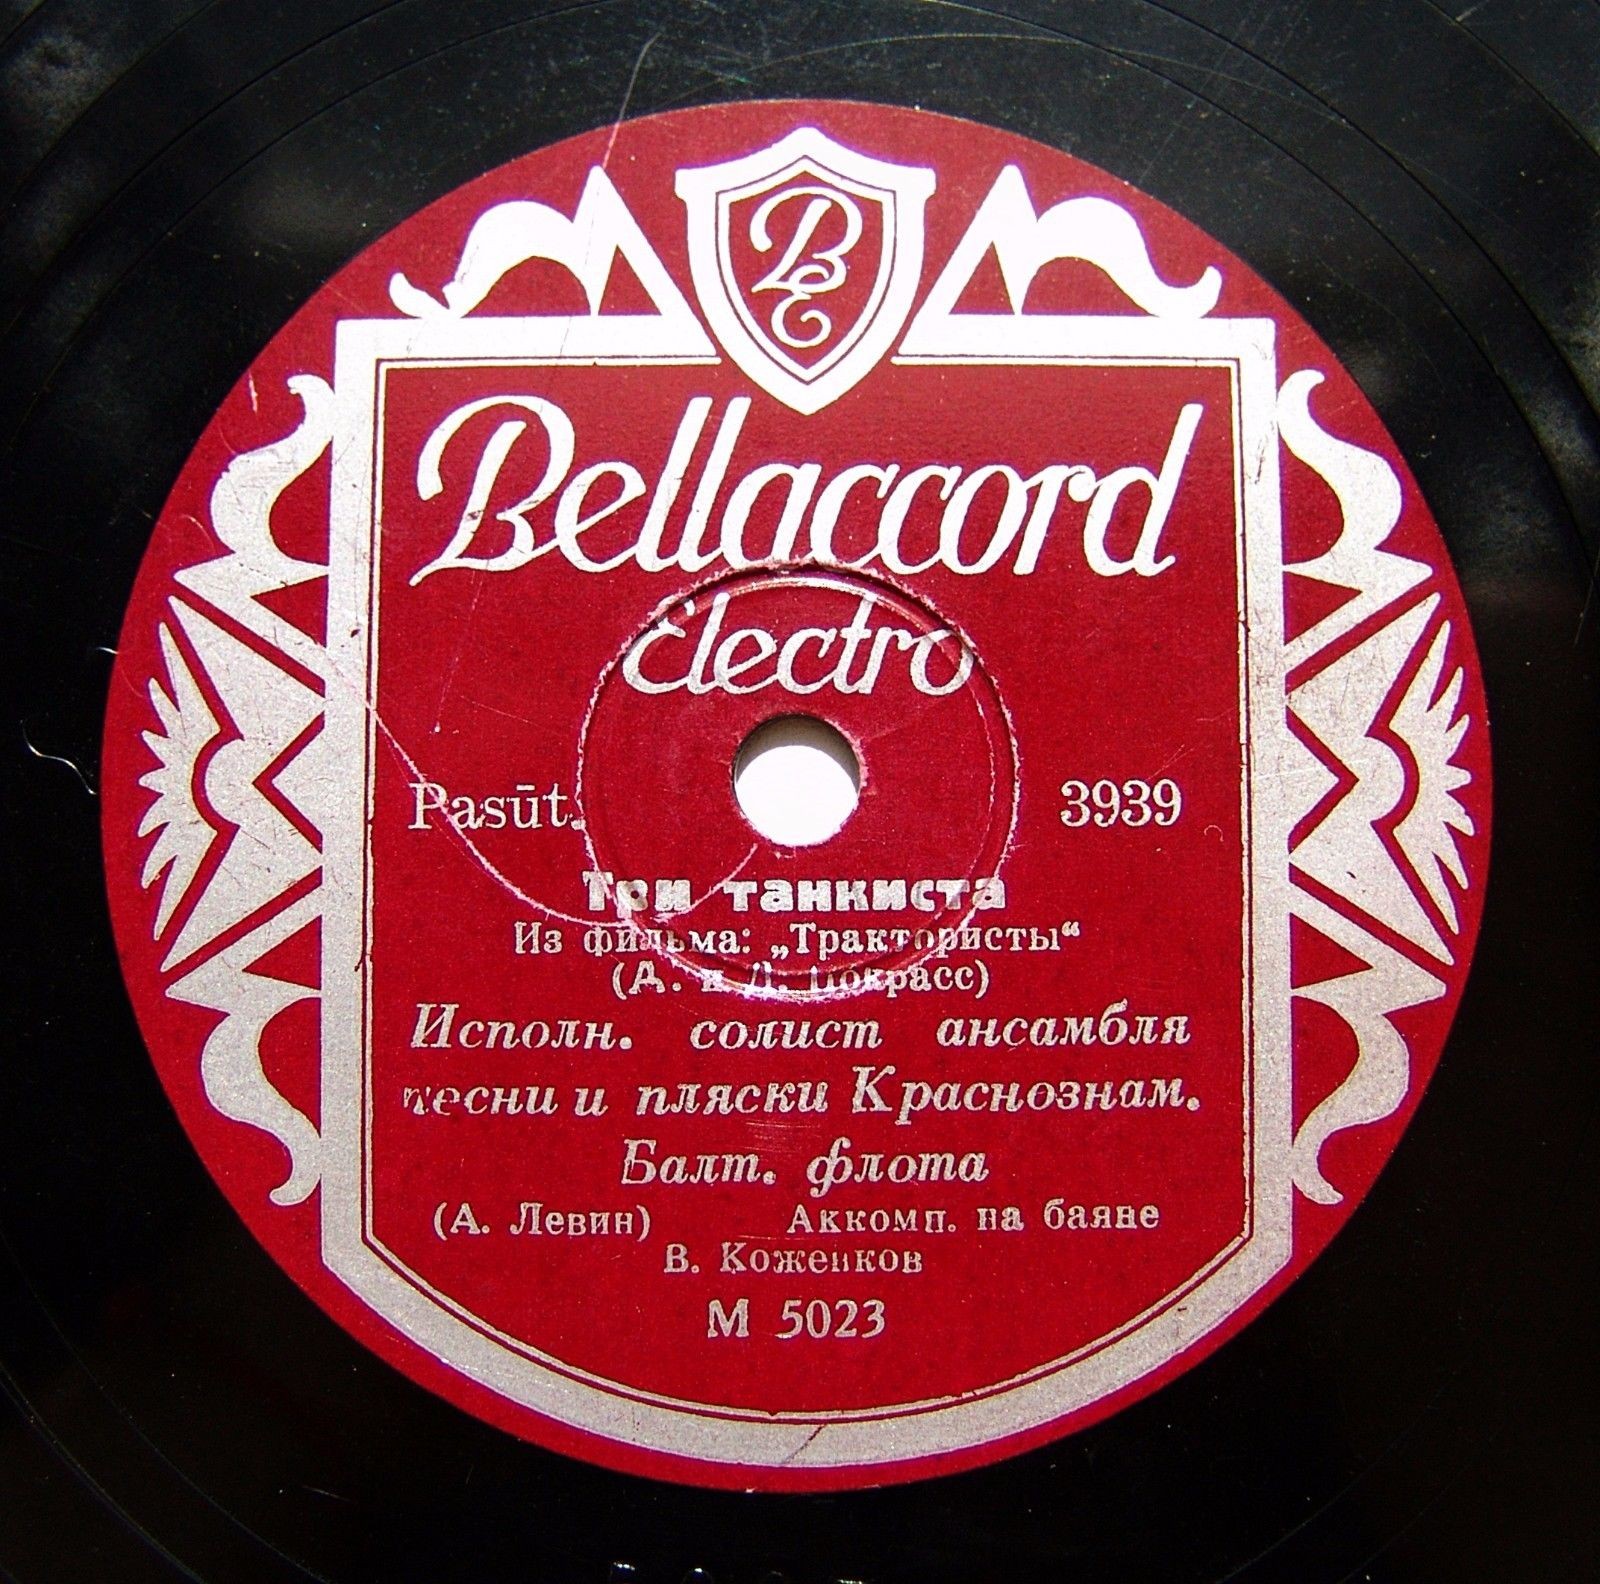 BE
Bellaccord
Electro
Pasūt. 3939
Три танкиста
Из фильма: „Трактористы“
(Д. и Д. Покрасс)
Исполн. солист ансамбля
песни и пляски Краснознам.
Балт. флота
(А. Левин) Аккомп. на баяне
В. Коженков
М 5023